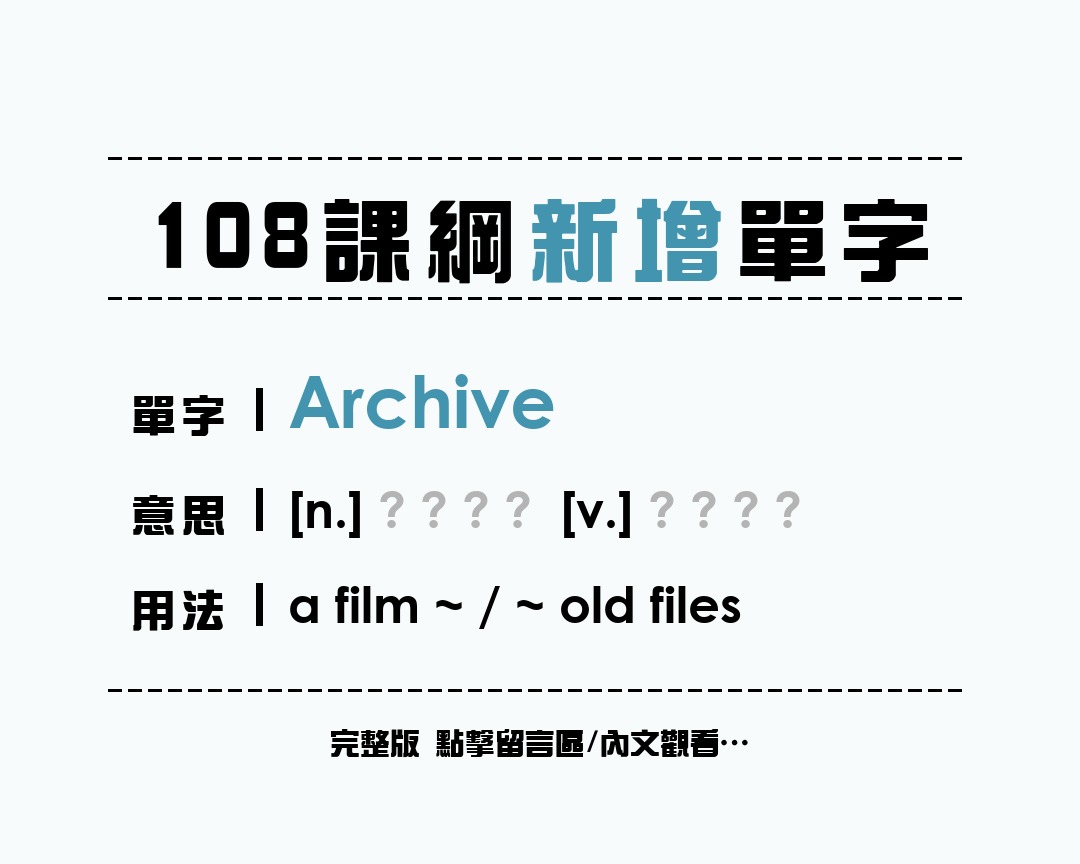 108課綱新增單字
單字 | Archive
意思 | [n.] ???? [v.] ????
用法 | a film ~ / ~ old files
完整版 點擊留言區/內文觀看…